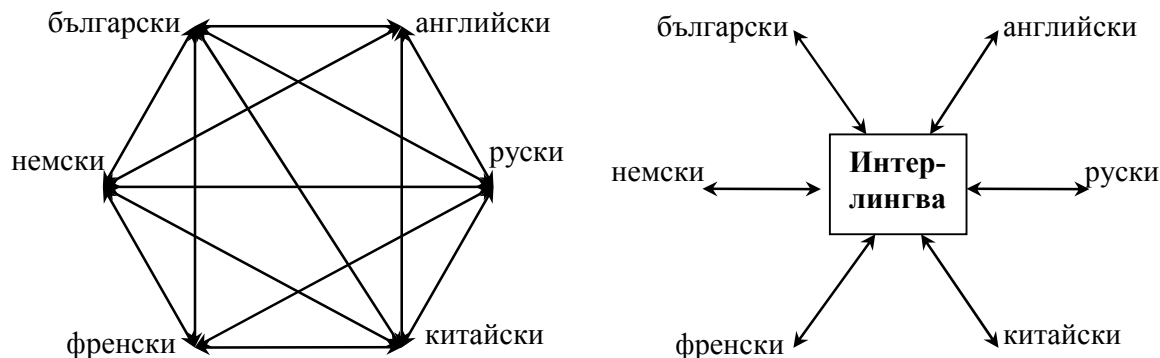 български
английски
немски
руски
френски
китайски
български
английски
немски
Интер-
лингва
руски
френски
китайски